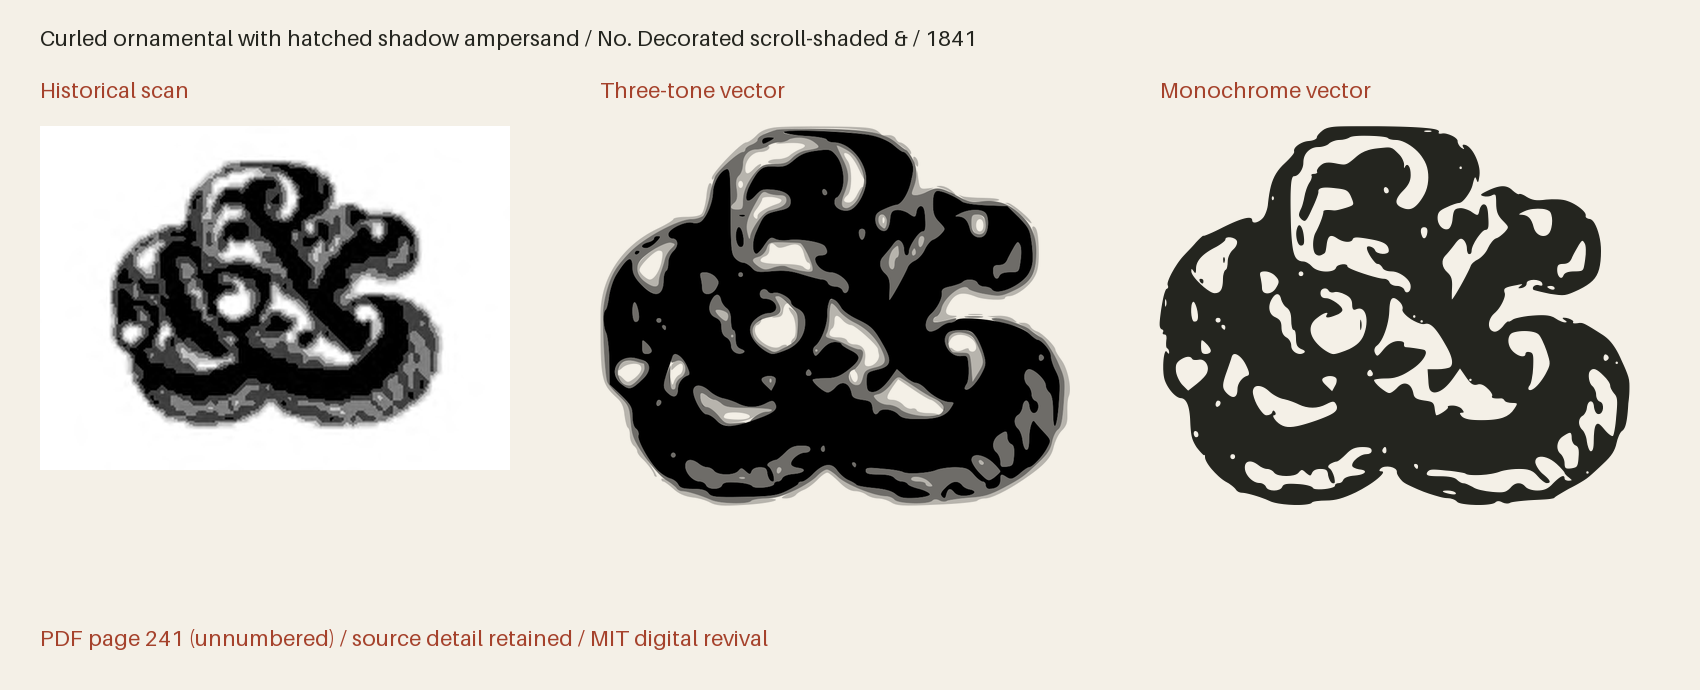 Curled ornamental with hatched shadow ampersand / No. Decorated scroll-shaded & / 1841
Historical scan
Three-tone vector
Monochrome vector
&
&
&
PDF page 241 (unnumbered) / source detail retained / MIT digital revival